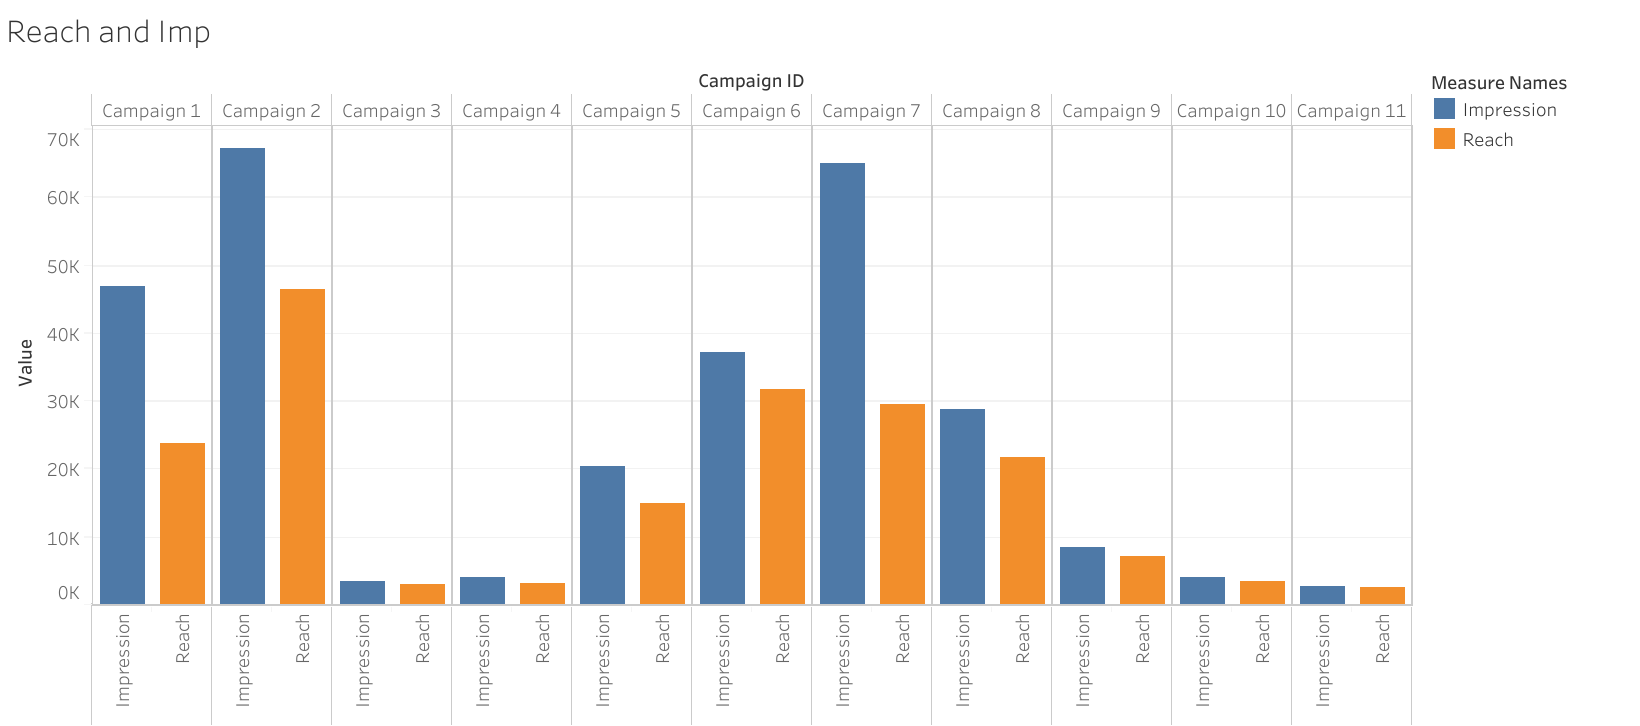 Reach and Imp
Campaign ID
Measure Names
Campaign 1 Campaign 2 Campaign 3 Campaign 4 Campaign 5 Campaign 6 Campaign 7 Campaign 8 Campaign 9 Campaign 10 Campaign 11
Impression
Reach
70K
60K
50K
40K
30K
20K
10K
0K
Value
Impression Reach Impression Reach Impression Reach Impression Reach Impression Reach Impression Reach Impression Reach Impression Reach Impression Reach Impression Reach Impression Reach